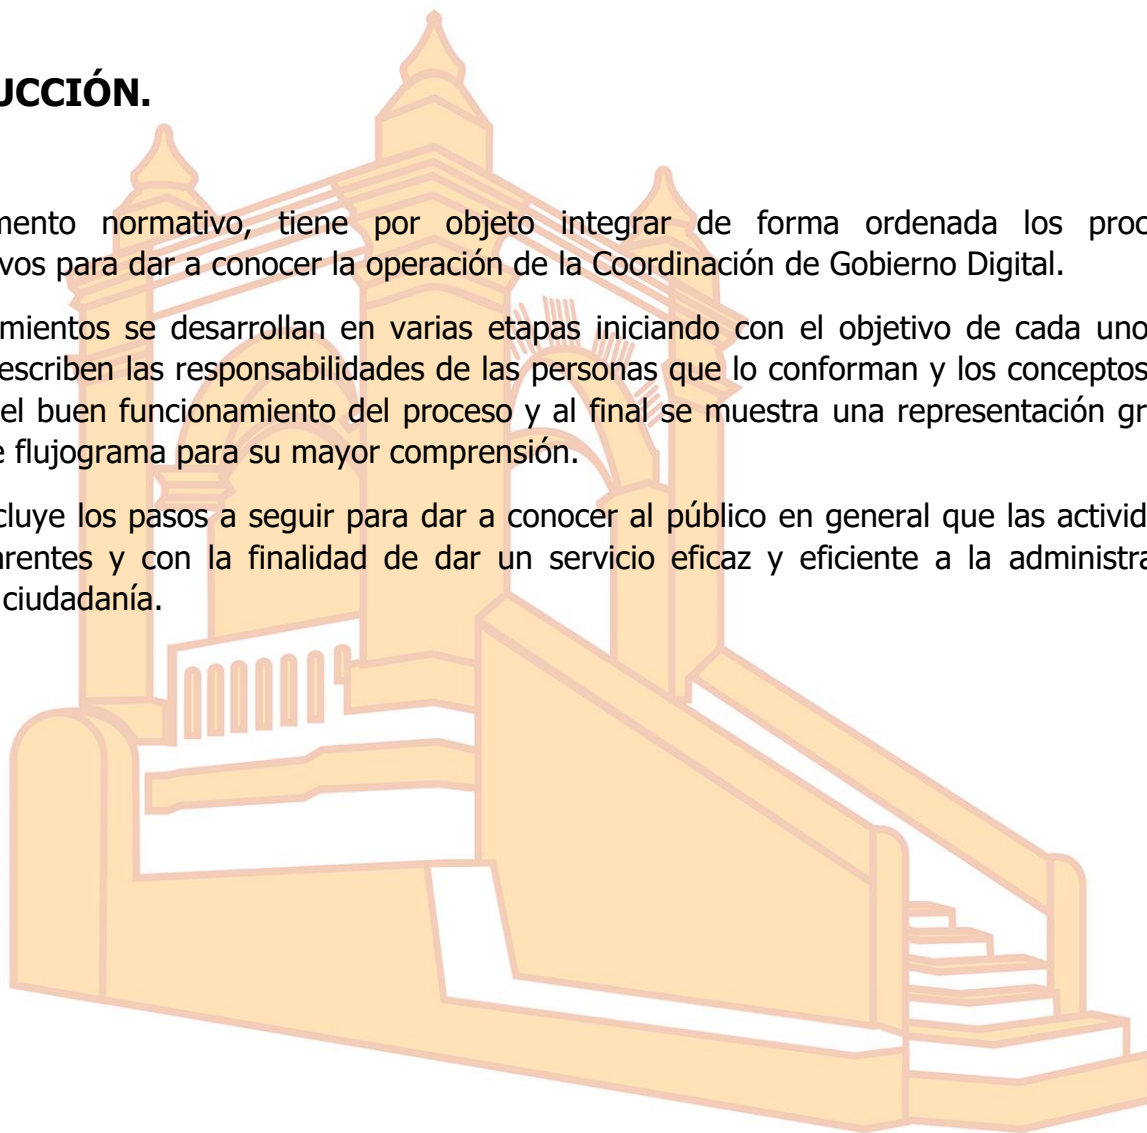 UCCIÓN.
mento normativo, tiene por objeto integrar de forma ordenada los proc
vos para dar a conocer la operación de la Coordinación de Gobierno Digital.
mientos se desarrollan en varias etapas iniciando con el objetivo de cada uno
escriben las responsabilidades de las personas que lo conforman y los conceptos
el buen funcionamiento del proceso y al final se muestra una representación gr
e flujograma para su mayor comprensión.
cluye los pasos a seguir para dar a conocer al público en general que las activid
arentes y con la finalidad de dar un servicio eficaz y eficiente a la administra
ciudadanía.